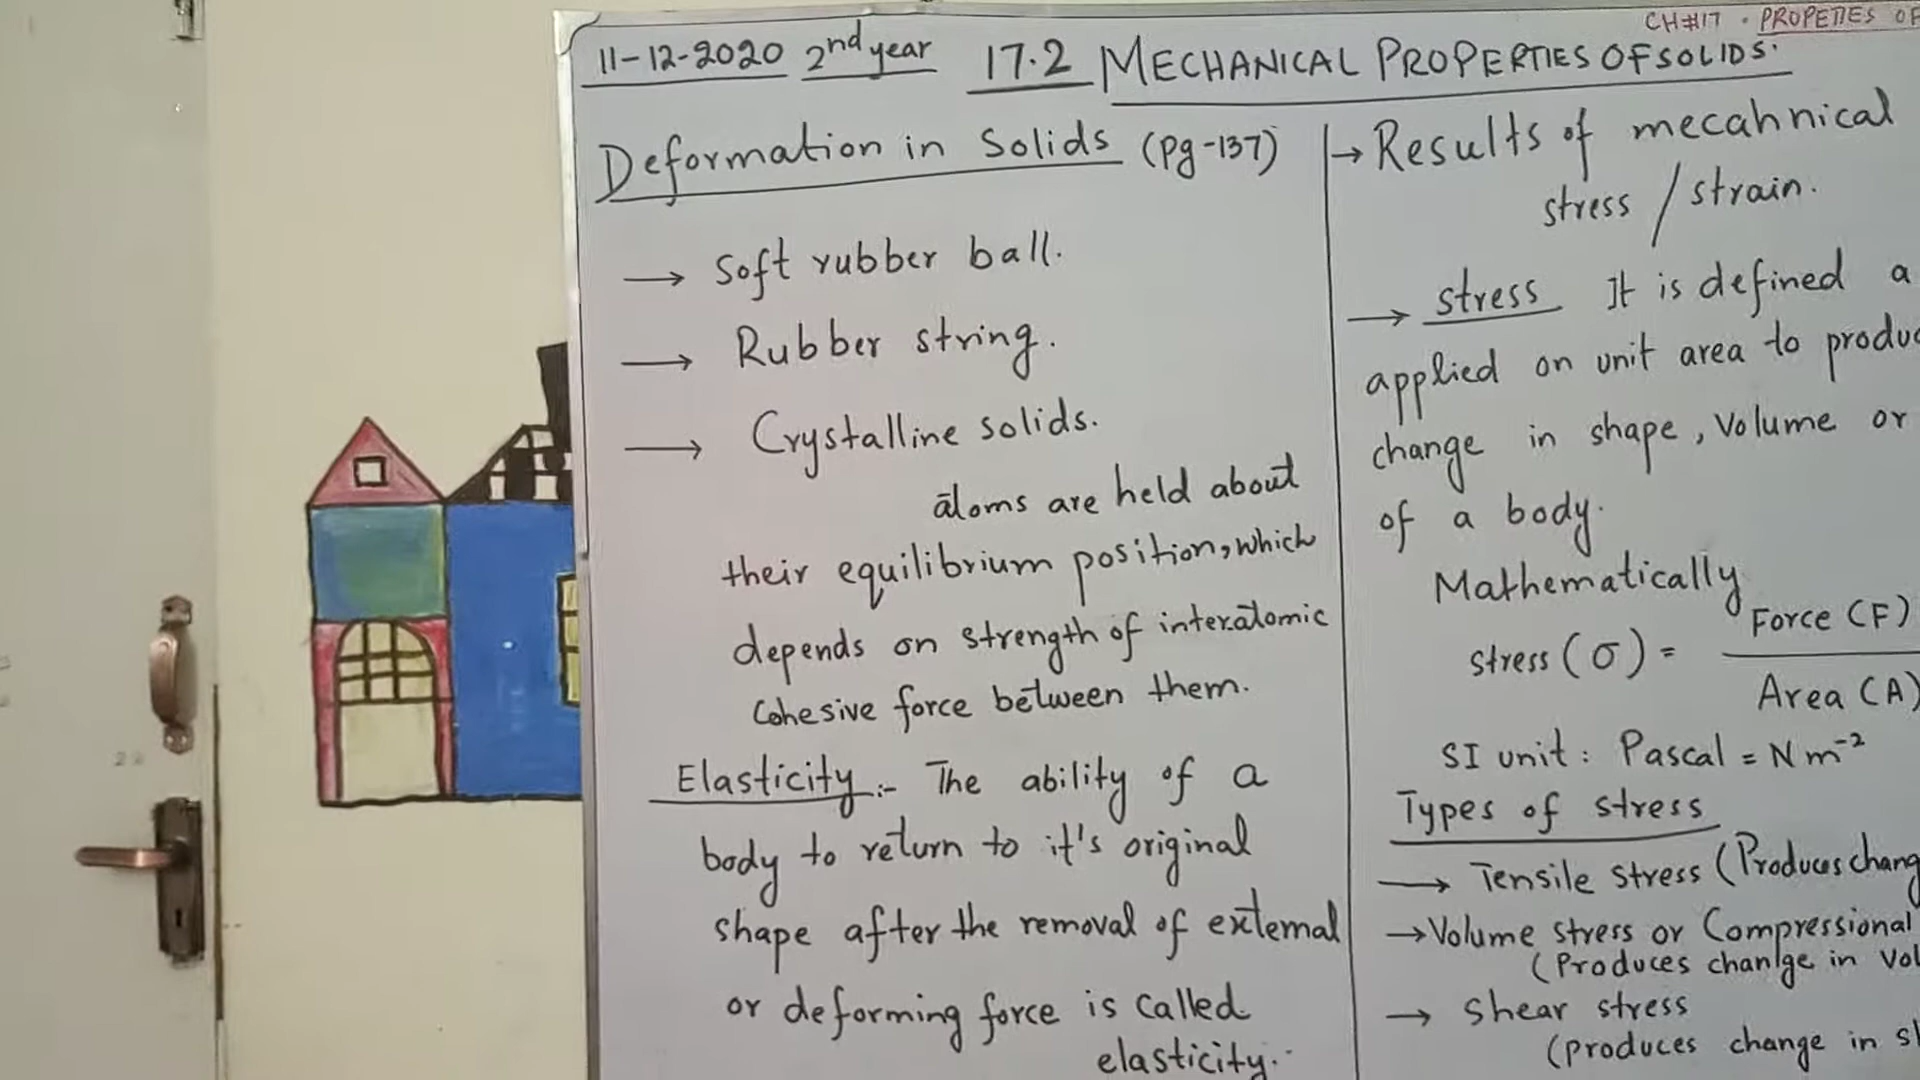 CH#17 . PROPETIES OF
11-12-2020 2nd year 17.2 MECHANICAL PROPERTIES OF SOLIDS.
Deformation in Solids (Pg-137)
→ Soft rubber ball.
→ Rubber string.
→ Crystalline solids.
atoms are held about
their equilibrium position, which
depends on strength of interatomic
Cohesive force between them.
Elasticity:- The ability of a
body to return to it's original
shape after the removal of external
or deforming force is called
elasticity.
→ Results of mecahnical
stress / strain.
→ stress It is defined a
applied on unit area to produc
change in shape, Volume or
of a body.
Mathematically
stress (σ) = Force (F)
Area (A)
SI unit : Pascal = N m⁻²
Types of stress
→ Tensile stress (Produces chang
→ Volume stress or Compressional
(Produces change in vol
→ Shear stress
(produces change in sh